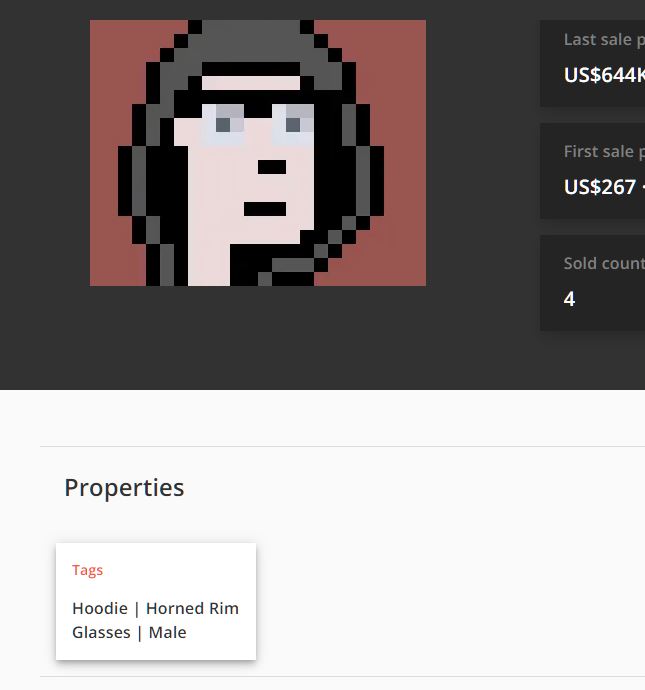 Last sale p
US$644K
First sale p
US$267
Sold count
4
Properties
Tags
Hoodie | Horned Rim
Glasses | Male